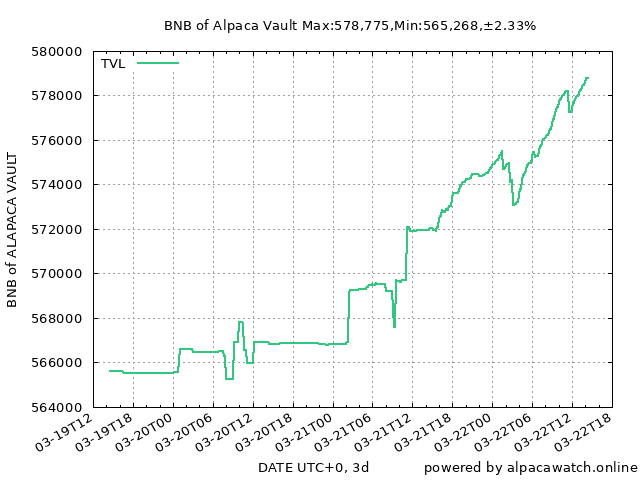 BNB of Alpaca Vault Max:578,775,Min:565,268,±2.33%
TVL
BNB of ALAPACA VAULT
580000
578000
576000
574000
572000
570000
568000
566000
564000
03-19T12
03-19T18
03-20T00
03-20T06
03-20T12
03-20T18
03-21T00
03-21T06
03-21T12
03-21T18
03-22T00
03-22T06
03-22T12
03-22T18
DATE UTC+0, 3d
powered by alpacawatch.online